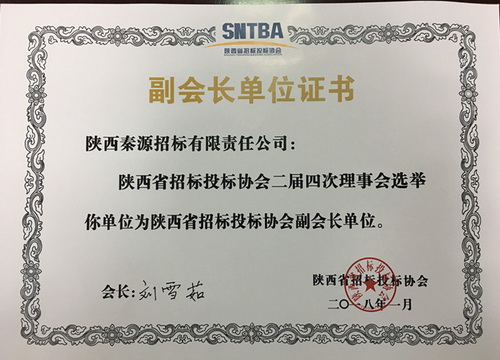 SNTBA
陕西省招标投标协会
副会长单位证书
陕西秦源招标有限责任公司：
陕西省招标投标协会二届四次理事会选举
你单位为陕西省招标投标协会副会长单位。
陕西省招标投标协会
会长：刘雪茹
二〇一八年一月